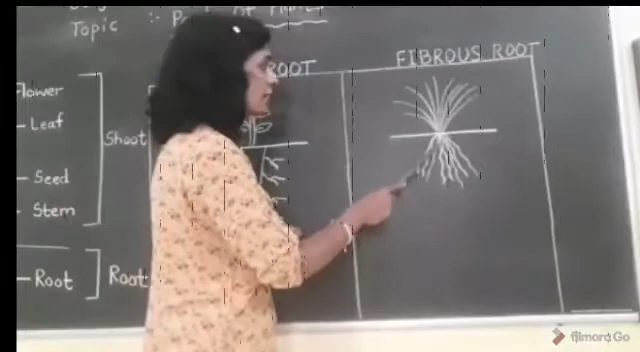 Topic :-
Flower
- Leaf
- Seed
- Stem
Shoot
- Root
Root
ROOT
FIBROUS ROOT
filmora Go